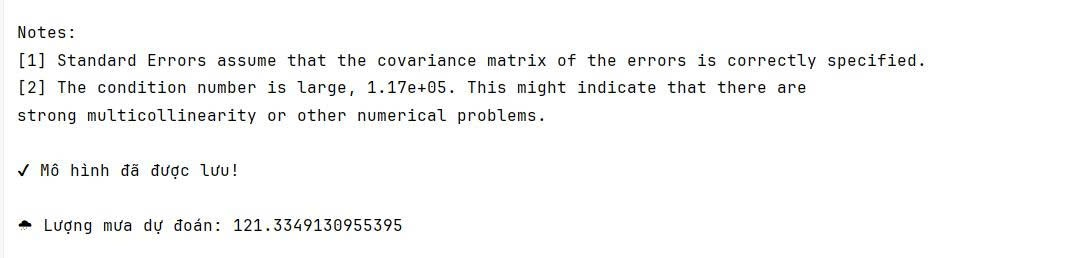 Notes:
[1] Standard Errors assume that the covariance matrix of the errors is correctly specified.
[2] The condition number is large, 1.17e+05. This might indicate that there are
strong multicollinearity or other numerical problems.
✓ Mô hình đã được lưu!
🌧 Lượng mưa dự đoán: 121.3349130955395